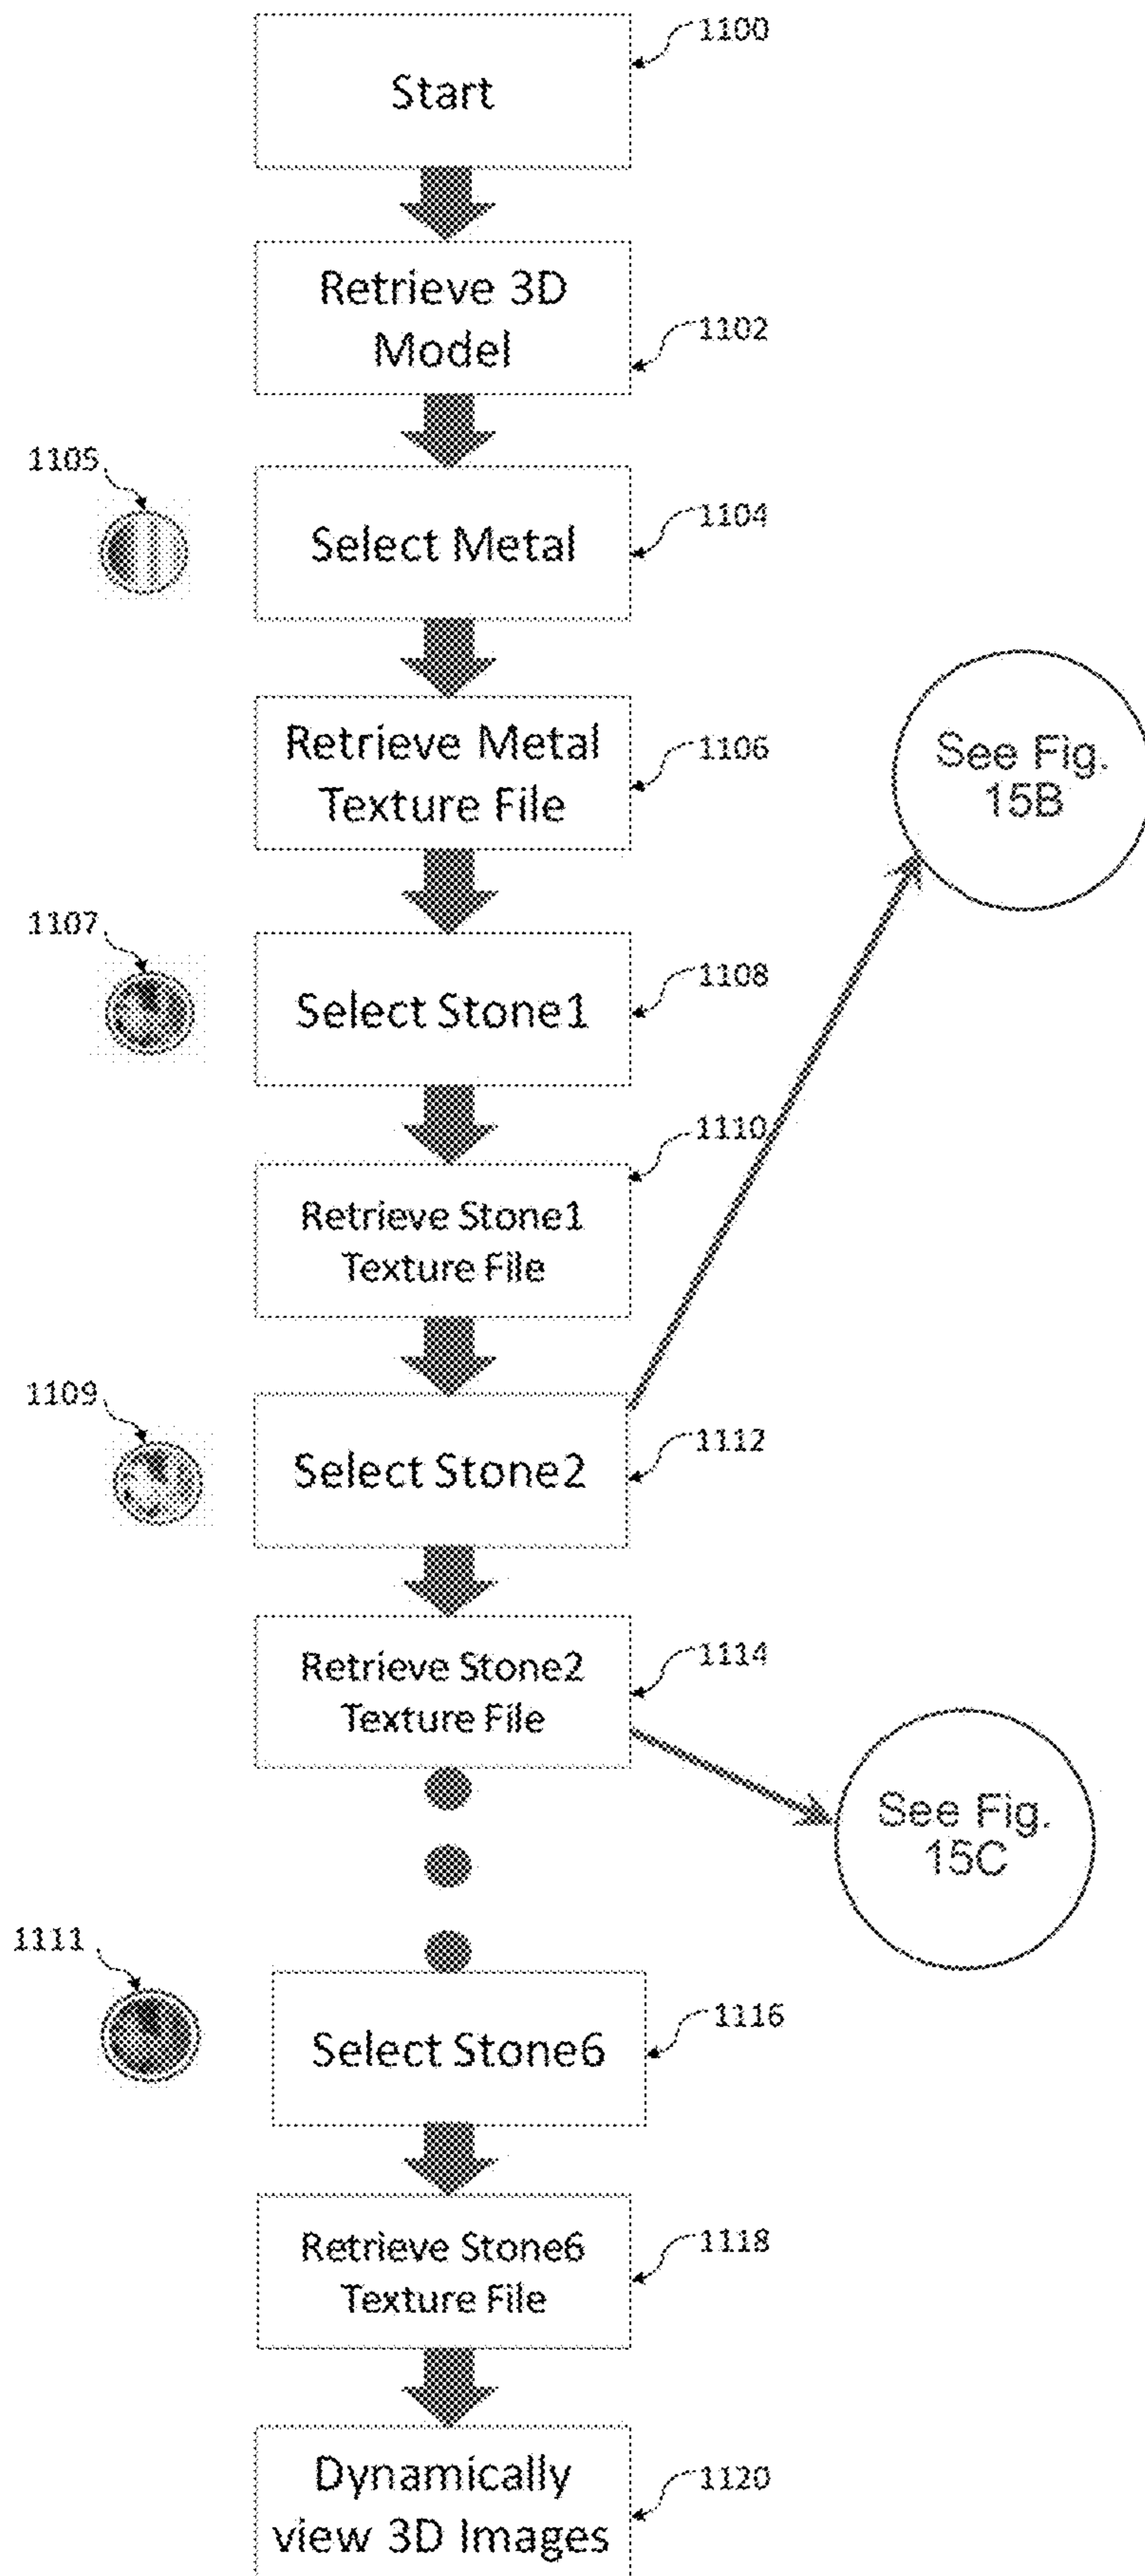 1100
Start
Retrieve 3D
Model
1102
1105
1104
Select Metal
Retrieve Metal
Texture File
1106
See Fig.
15B
1107
1108
Select Stone1
1110
Retrieve Stone1
Texture File
1109
1112
Select Stone2
1114
Retrieve Stone2
Texture File
See Fig.
15C
1111
1116
Select Stone6
1118
Retrieve Stone6
Texture File
Dynamically
view 3D Images
1120